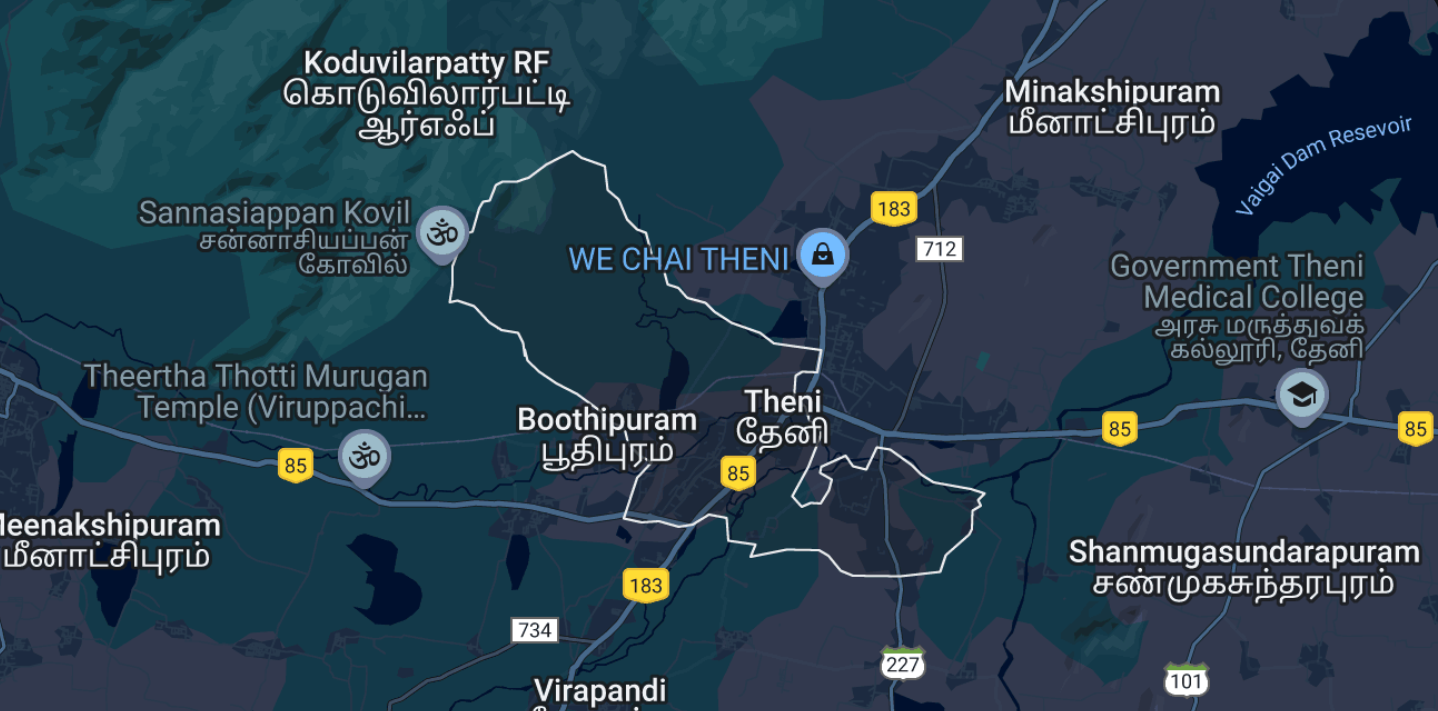 Koduvilarpatty RF
கொடுவிலார்பட்டி
ஆர்எஃப்
Minakshipuram
மீனாட்சிபுரம்
Vaigai Dam Resevoir
Sannasiappan Kovil
சன்னாசியப்பன்
கோவில்
183
712
WE CHAI THENI
Government Theni
Medical College
அரசு மருத்துவக்
கல்லூரி, தேனி
Theertha Thotti Murugan
Temple (Viruppachi...
Boothipuram
பூதிபுரம்
Theni
தேனி
85
85
85
85
Meenakshipuram
மீனாட்சிபுரம்
Shanmugasundarapuram
சண்முகசுந்தரபுரம்
183
734
227
101
Virapandi